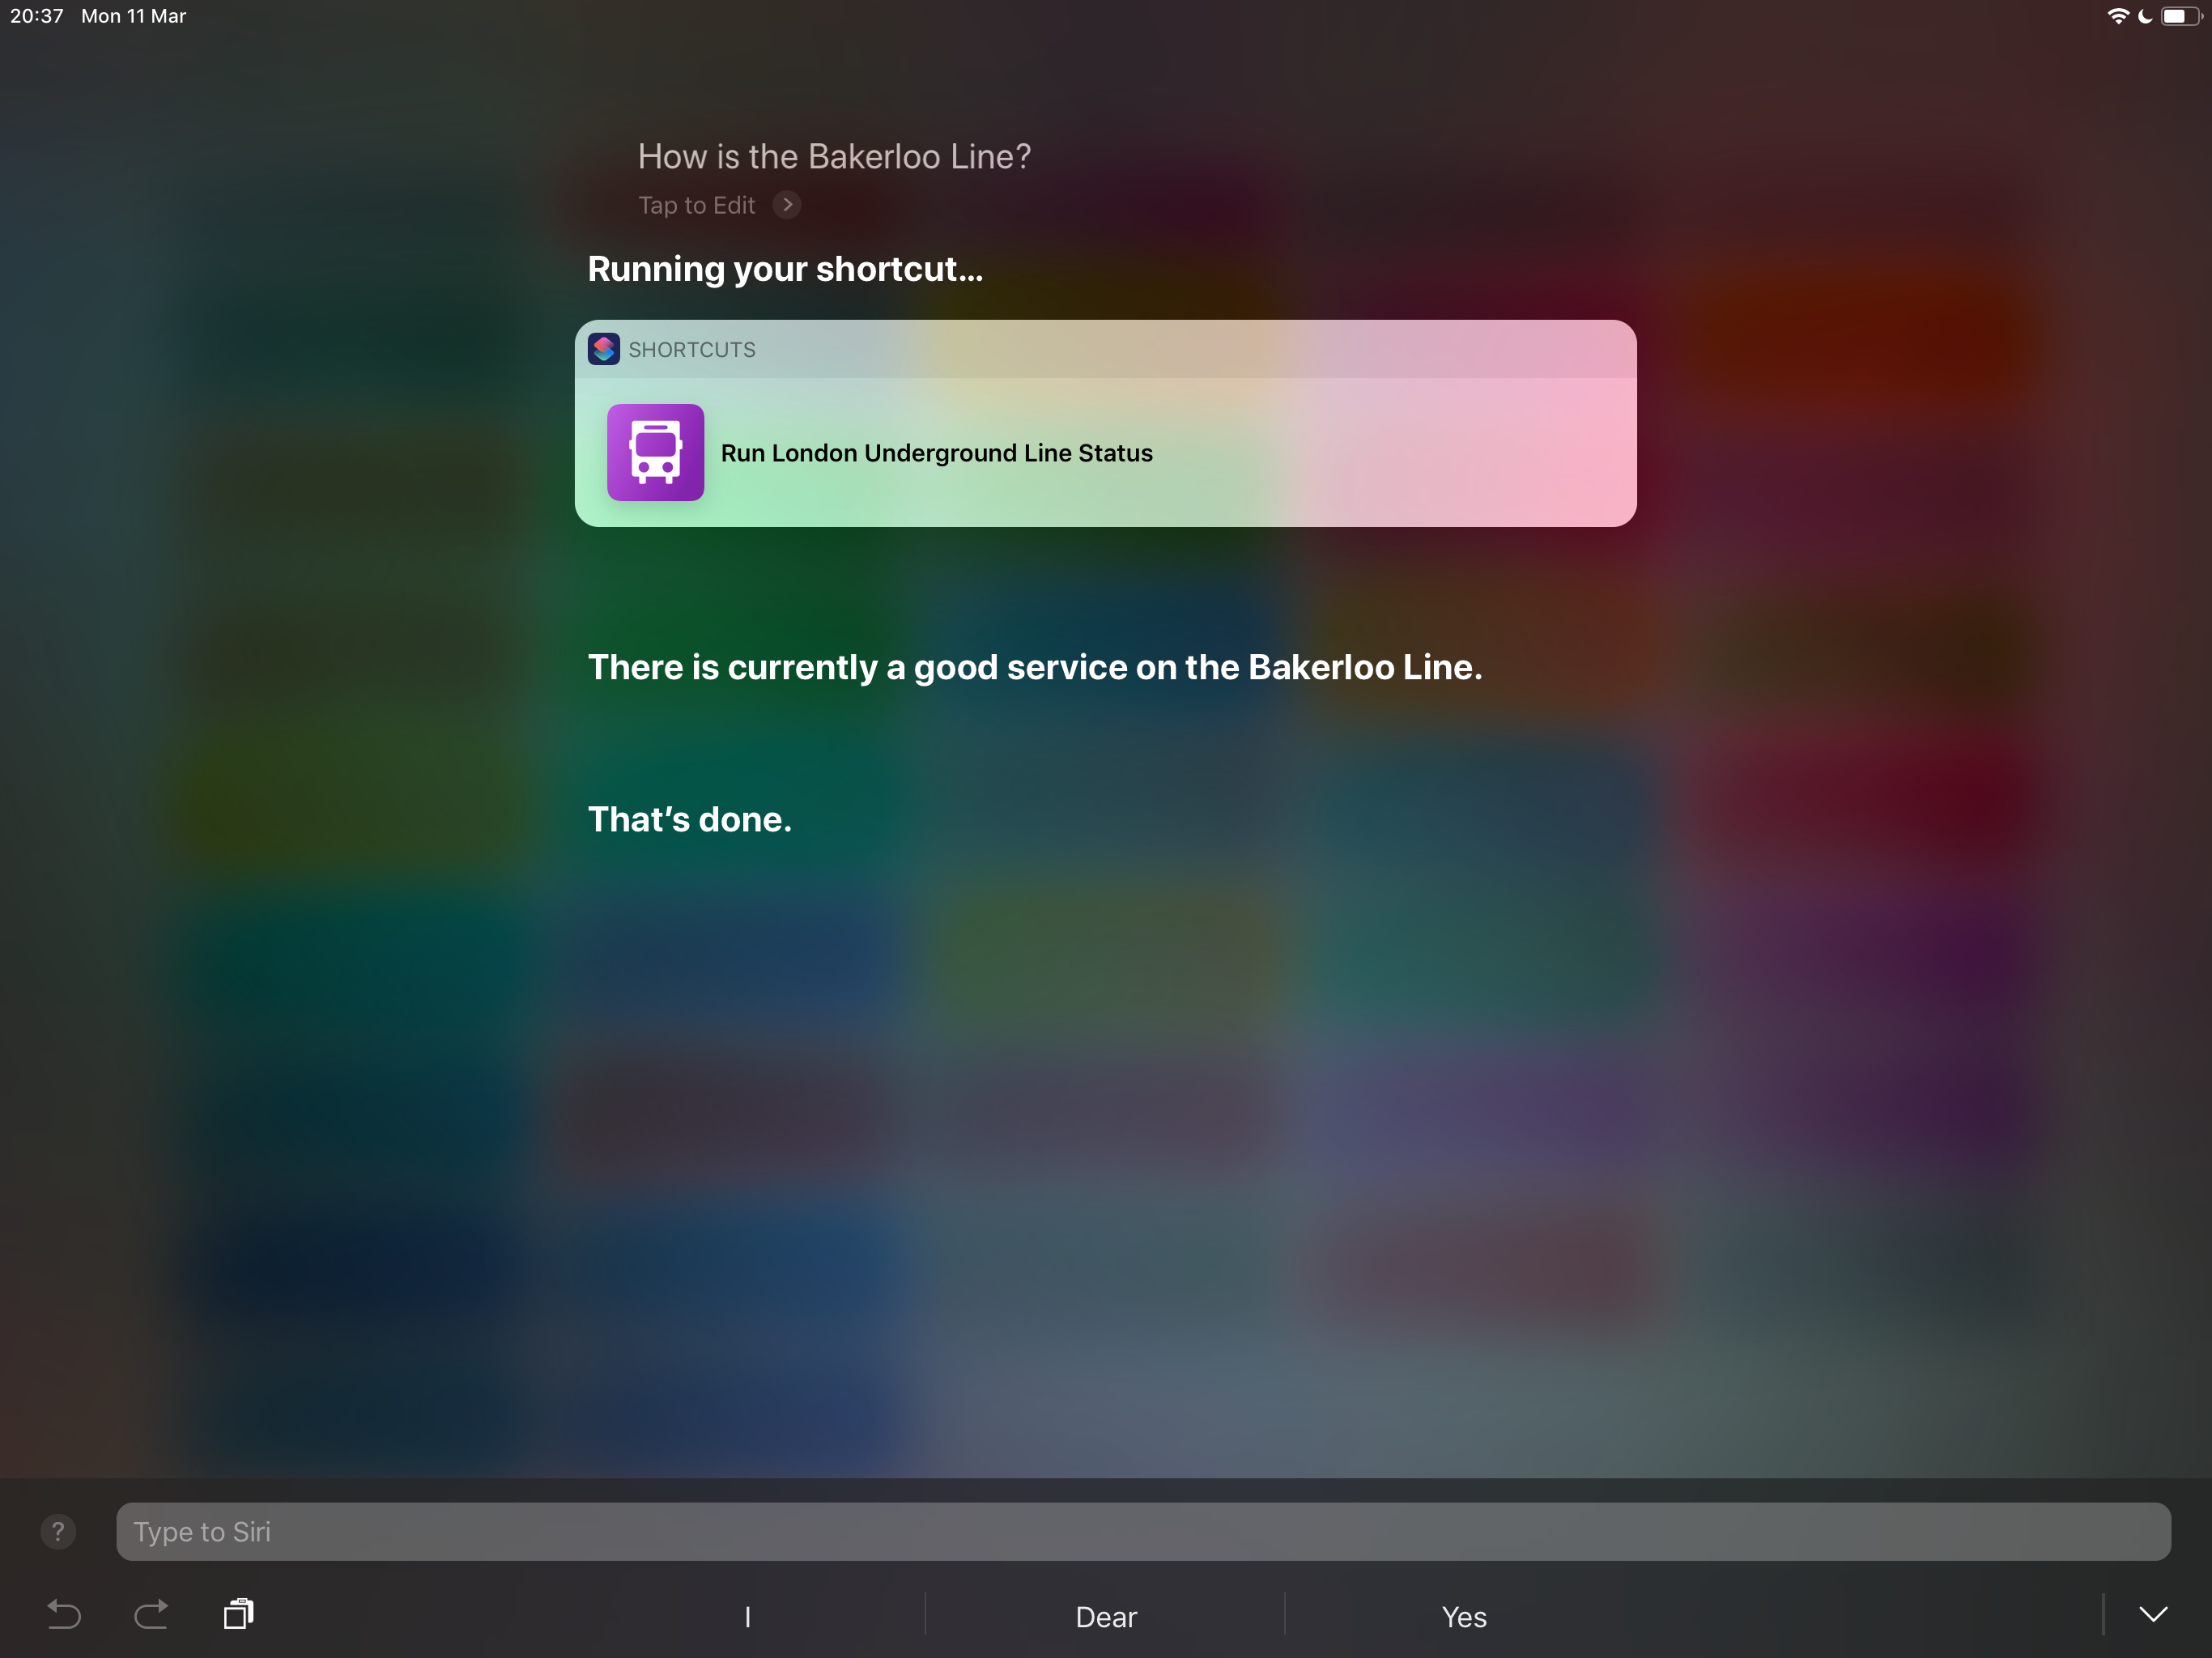 20:37 Mon 11 Mar
How is the Bakerloo Line?
Tap to Edit
Running your shortcut...
SHORTCUTS
Run London Underground Line Status
There is currently a good service on the Bakerloo Line.
That’s done.
?
Type to Siri
I Dear Yes